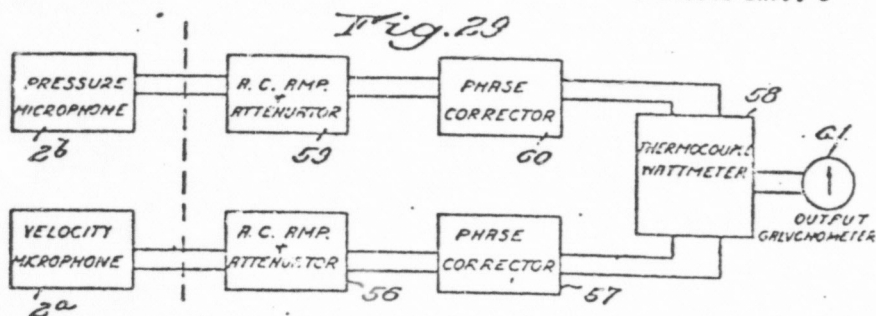 Fig. 29
PRESSURE
MICROPHONE
2b
A. C. AMP.
+
ATTENUATOR
59
PHASE
CORRECTOR
60
58
THERMOCOUPLE
WATTMETER
61
OUTPUT
GALVANOMETER
VELOCITY
MICROPHONE
2a
A. C. AMP.
+
ATTENUATOR
56
PHASE
CORRECTOR
57